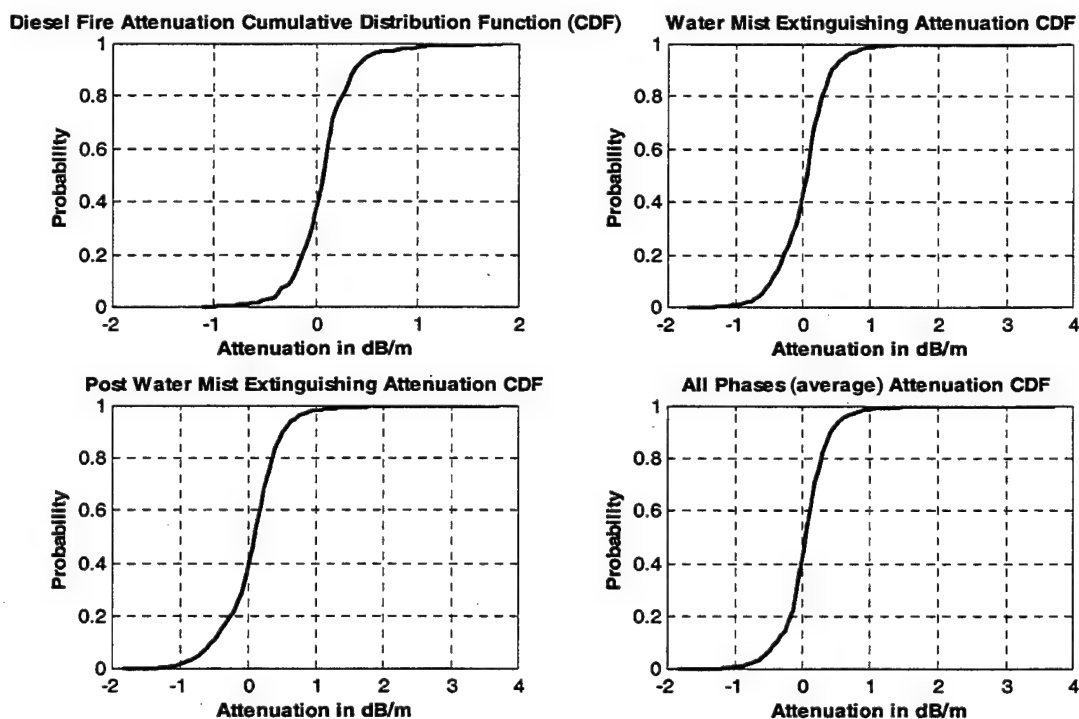 Diesel Fire Attenuation Cumulative Distribution Function (CDF)
1
0.8
0.6
0.4
0.2
0
Probability
-2 -1 0 1 2
Attenuation in dB/m
Water Mist Extinguishing Attenuation CDF
1
0.8
0.6
0.4
0.2
0
Probability
-2 -1 0 1 2 3 4
Attenuation in dB/m
Post Water Mist Extinguishing Attenuation CDF
1
0.8
0.6
0.4
0.2
0
Probability
-2 -1 0 1 2 3 4
Attenuation in dB/m
All Phases (average) Attenuation CDF
1
0.8
0.6
0.4
0.2
0
Probability
-2 -1 0 1 2 3 4
Attenuation in dB/m